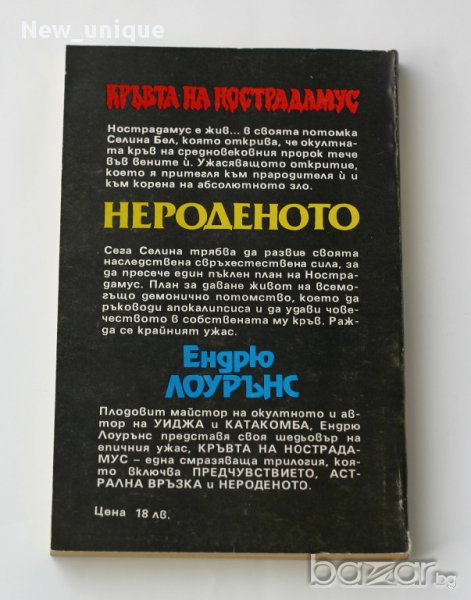 New_unique
КРЪВТА НА НОСТРАДАМУС
Нострадамус е жив... в своята потомка
Селина Бел, която открива, че окултна-
та кръв на средновековния пророк тече
във вените ѝ. Ужасяващото откритие,
което я притегля към прародителя ѝ и
към корена на абсолютното зло.
НЕРОДЕНОТО
Сега Селина трябва да развие своята
наследствена свръхестествена сила, за
да пресече един пъклен план на Ностра-
дамус. План за даване живот на всемо-
гъщо демонично потомство, което да
ръководи апокалипсиса и да удави чове-
чеството в собствената му кръв. Раж-
да се крайният ужас.
Ендрю
ЛОУРЪНС
Плодовит майстор на окултното и ав-
тор на УИДЖА и КАТАКОМБА, Ендрю
Лоурънс представя своя шедьовър на
епичния ужас, КРЪВТА НА НОСТРАДА-
МУС – една смразяваща трилогия, коя-
то включва ПРЕДЧУВСТВИЕТО, АСТ-
РАЛНА ВРЪЗКА и НЕРОДЕНОТО.
Цена 18 лв.
bazar.bg